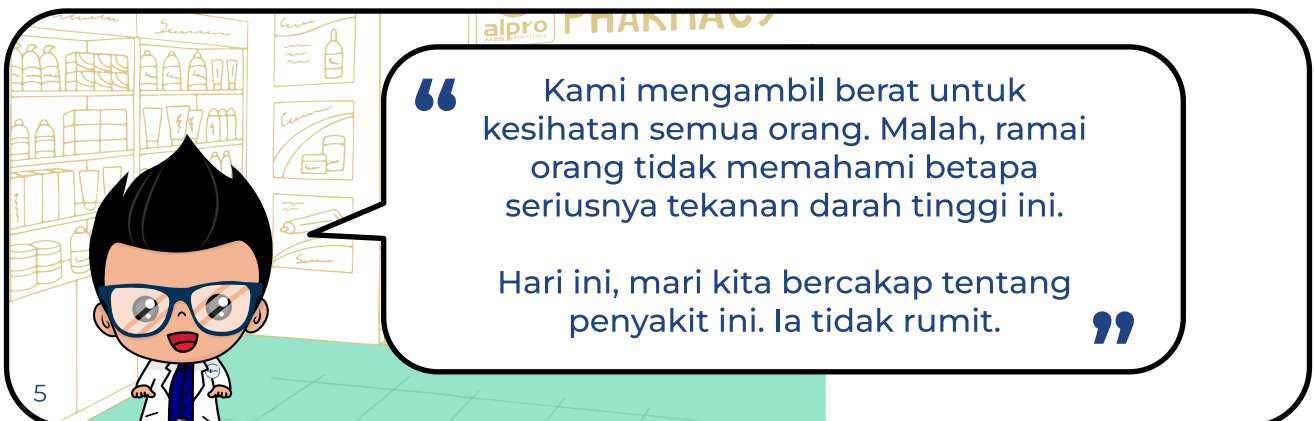 alpro
pharmacy
PHARMACY
“
Kami mengambil berat untuk
kesihatan semua orang. Malah, ramai
orang tidak memahami betapa
seriusnya tekanan darah tinggi ini.
Hari ini, mari kita bercakap tentang
penyakit ini. Ia tidak rumit.
”
5